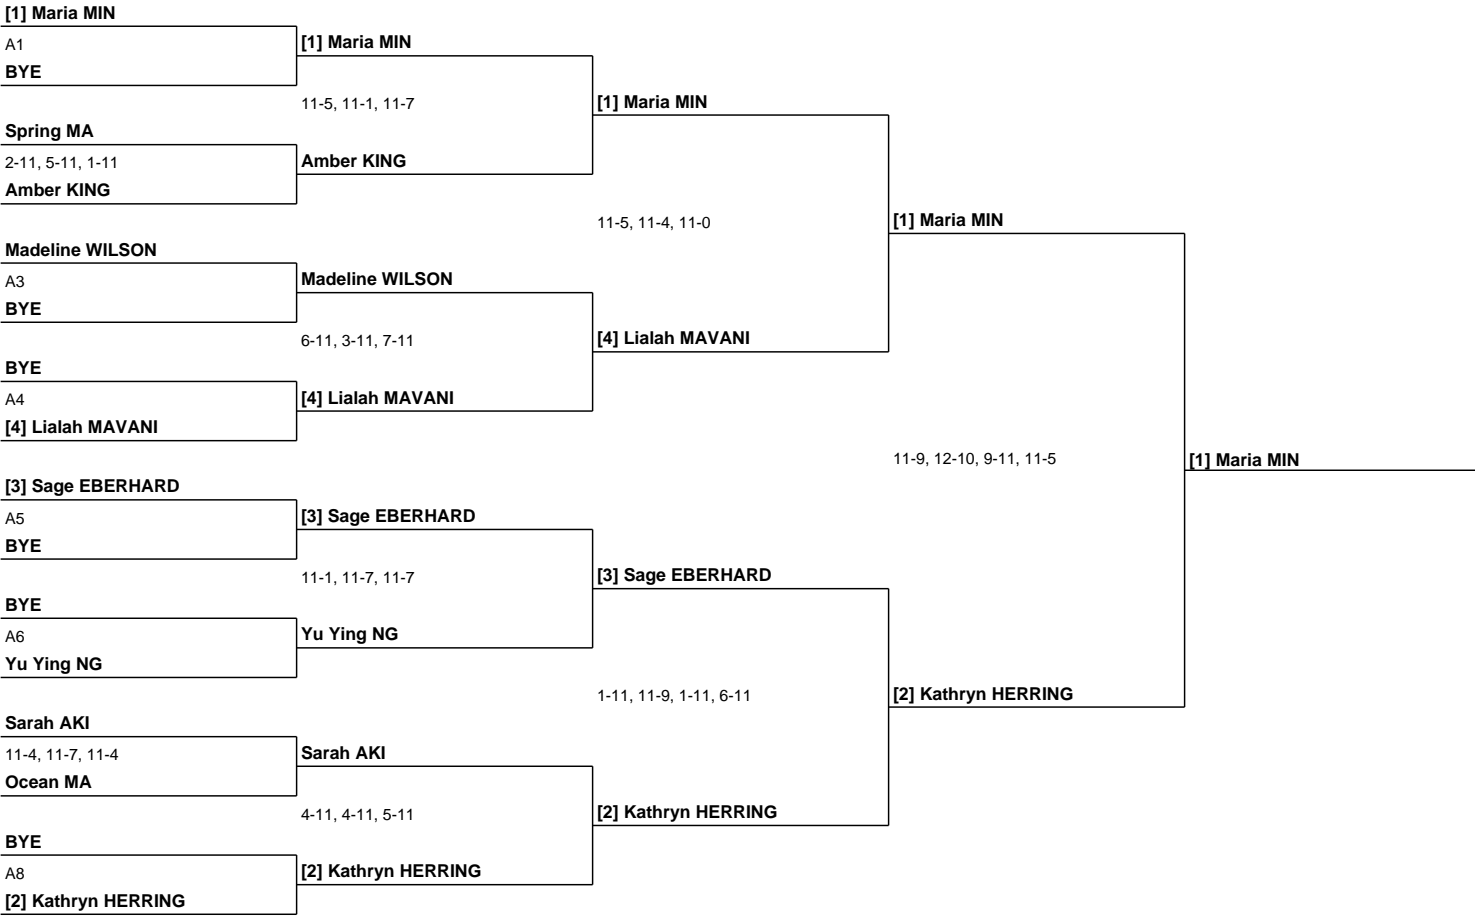 [1] Maria MIN
A1
BYE
Spring MA
2-11, 5-11, 1-11
Amber KING
Madeline WILSON
A3
BYE
BYE
A4
[4] Lialah MAVANI
[3] Sage EBERHARD
A5
BYE
BYE
A6
Yu Ying NG
Sarah AKI
11-4, 11-7, 11-4
Ocean MA
BYE
A8
[2] Kathryn HERRING
[1] Maria MIN
11-5, 11-1, 11-7
Amber KING
Madeline WILSON
6-11, 3-11, 7-11
[4] Lialah MAVANI
[3] Sage EBERHARD
11-1, 11-7, 11-7
Yu Ying NG
Sarah AKI
4-11, 4-11, 5-11
[2] Kathryn HERRING
[1] Maria MIN
11-5, 11-4, 11-0
[4] Lialah MAVANI
[3] Sage EBERHARD
1-11, 11-9, 1-11, 6-11
[2] Kathryn HERRING
[1] Maria MIN
11-9, 12-10, 9-11, 11-5
[2] Kathryn HERRING
[1] Maria MIN